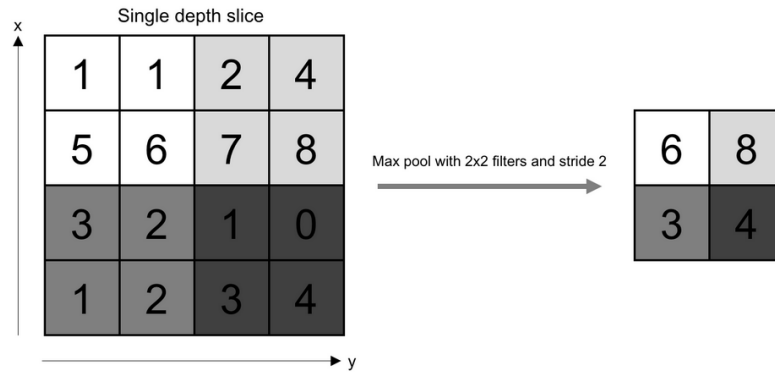 Single depth slice
x
1 1 2 4
5 6 7 8
3 2 1 0
1 2 3 4
y
Max pool with 2x2 filters and stride 2
6 8
3 4